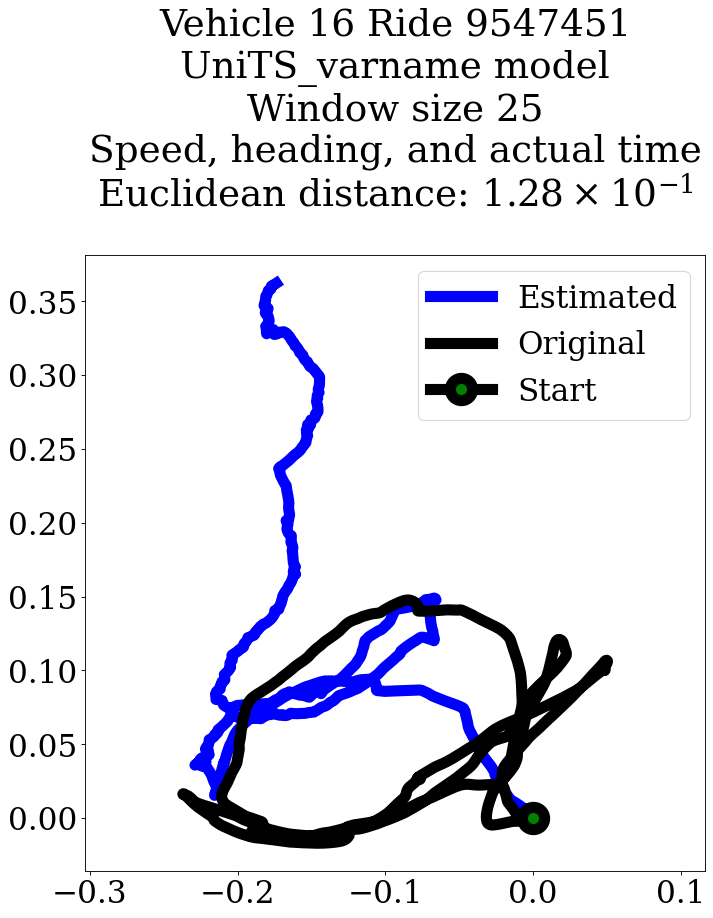 Vehicle 16 Ride 9547451
UniTS_varname model
Window size 25
Speed, heading, and actual time
Euclidean distance: 1.28 × 10⁻¹
Estimated
Original
Start
0.35
0.30
0.25
0.20
0.15
0.10
0.05
0.00
−0.3 −0.2 −0.1 0.0 0.1